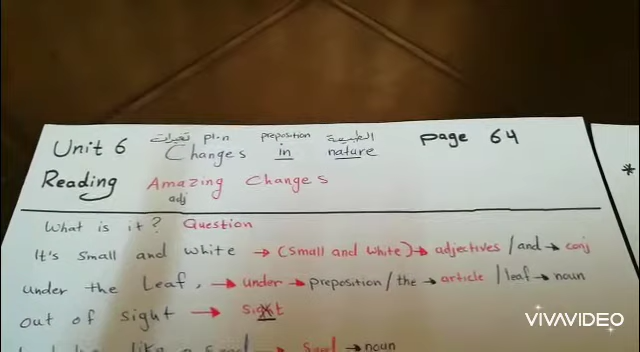 تغيرات pl.n preposition الطبيعة
Unit 6 Changes in nature page 64
Reading Amazing Changes
adj
What is it? Question
It's small and white → (small and white) → adjectives / and → conj
under the Leaf, → under → preposition / the → article / leaf → noun
out of sight → sight
like a → noun
*
VIVAVIDEO